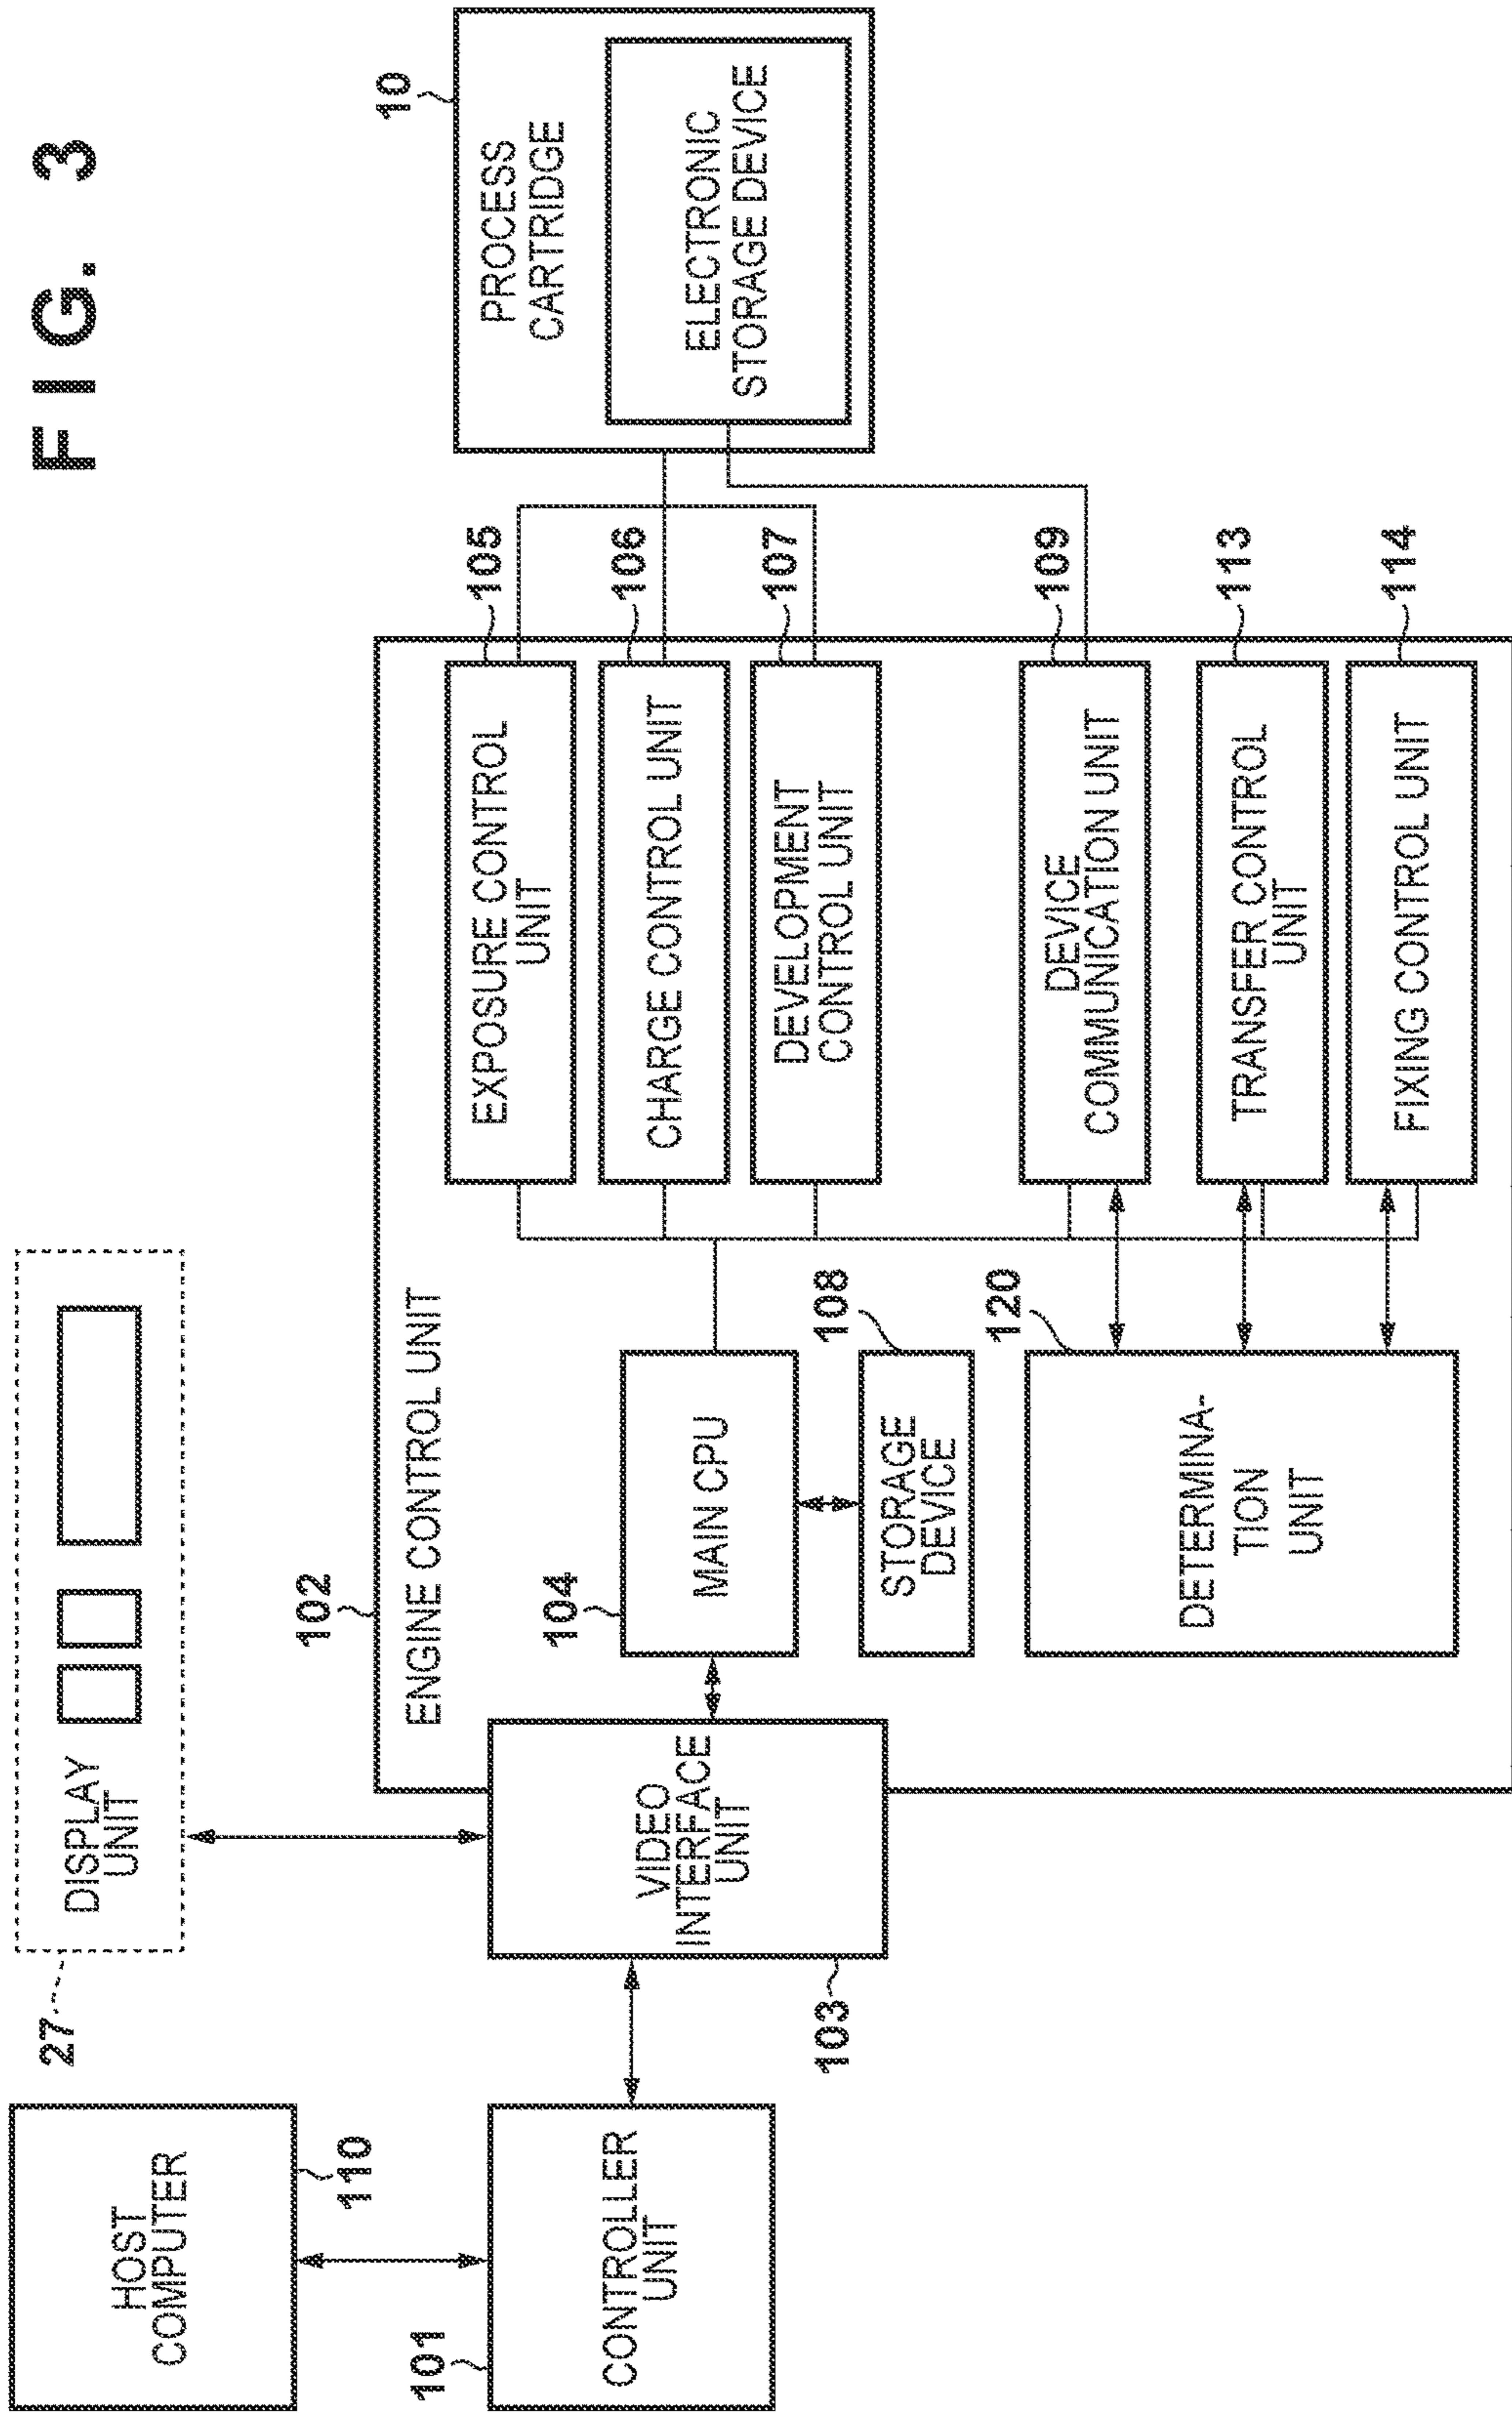 FIG. 3
HOST
COMPUTER
110
27
DISPLAY
UNIT
101
CONTROLLER
UNIT
103
VIDEO
INTERFACE
UNIT
102
ENGINE CONTROL UNIT
104
MAIN CPU
108
STORAGE
DEVICE
120
DETERMINA-
TION
UNIT
105
EXPOSURE CONTROL
UNIT
106
CHARGE CONTROL UNIT
107
DEVELOPMENT
CONTROL UNIT
109
DEVICE
COMMUNICATION UNIT
113
TRANSFER CONTROL
UNIT
114
FIXING CONTROL UNIT
10
PROCESS
CARTRIDGE
ELECTRONIC
STORAGE DEVICE